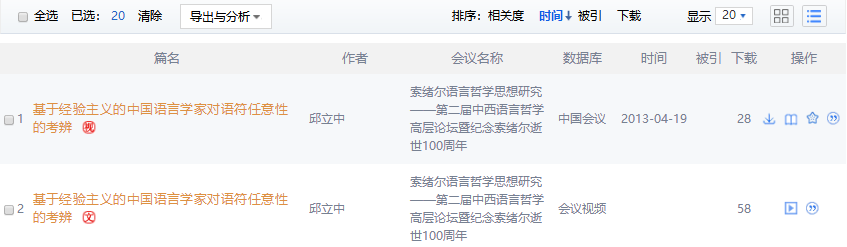 全选 已选: 20 清除 导出与分析 排序: 相关度 时间 被引 下载 显示 20
篇名 作者 会议名称 数据库 时间 被引 下载 操作
1 基于经验主义的中国语言学家对语符任意性
的考辨 视
邱立中
索绪尔语言哲学思想研究
——第二届中西语言哲学
高层论坛暨纪念索绪尔逝
世100周年
中国会议 2013-04-19 28
2 基于经验主义的中国语言学家对语符任意性
的考辨 文
邱立中
索绪尔语言哲学思想研究
——第二届中西语言哲学
高层论坛暨纪念索绪尔逝
世100周年
会议视频 58